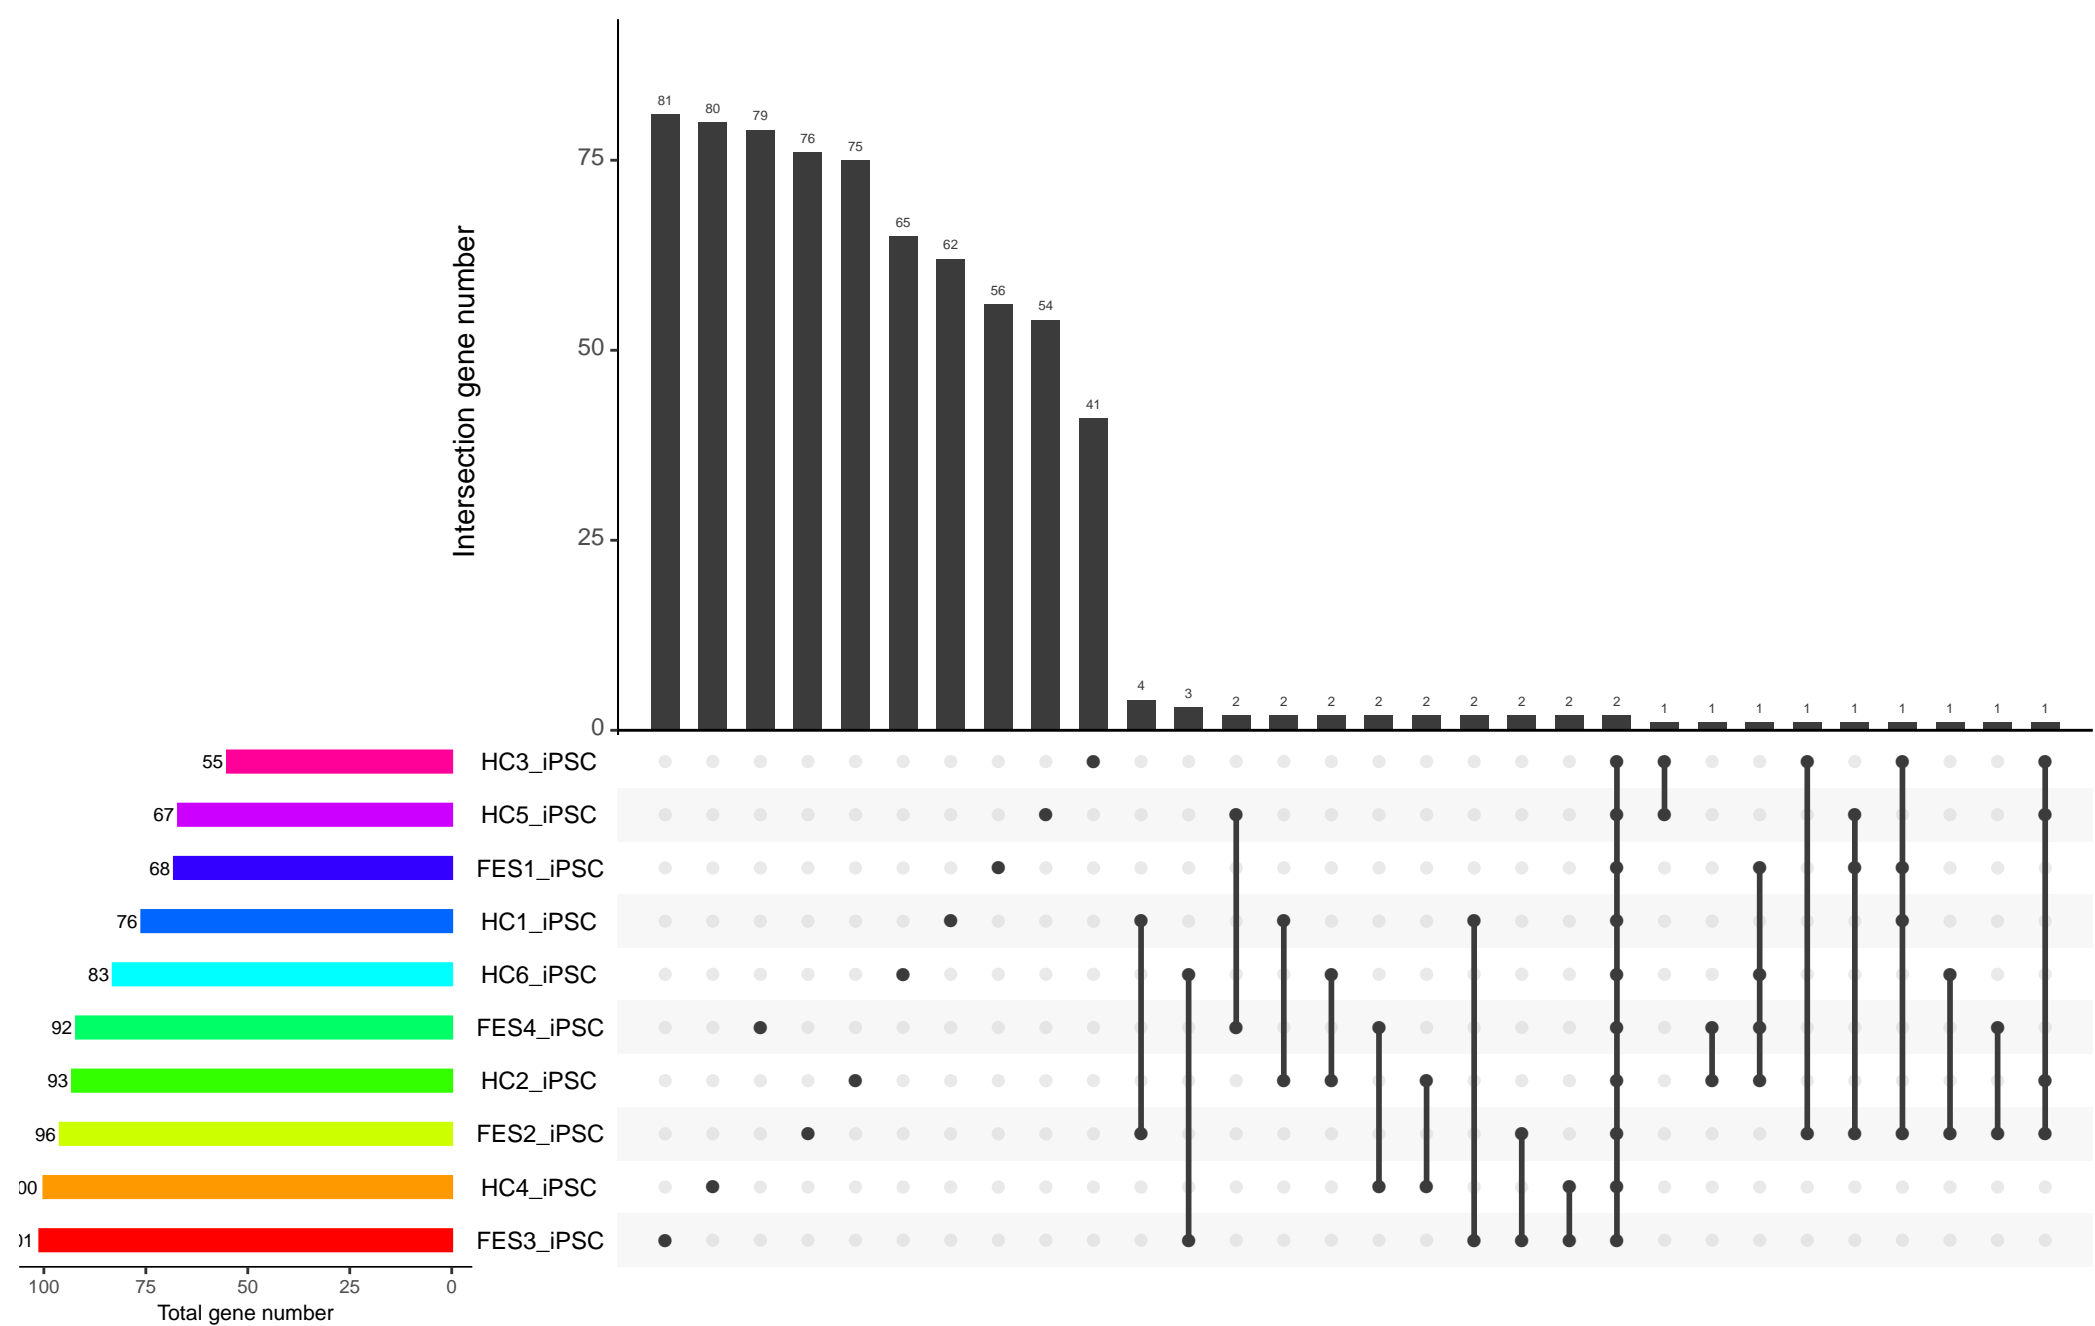 81
80
79
76
75
65
62
56
54
41
4
3
2
2
2
2
2
2
2
2
2
1
1
1
1
1
1
1
1
1
75
50
25
0
Intersection gene number
55 HC3_iPSC
67 HC5_iPSC
68 FES1_iPSC
76 HC1_iPSC
83 HC6_iPSC
92 FES4_iPSC
93 HC2_iPSC
96 FES2_iPSC
00 HC4_iPSC
FES3_iPSC
100 75 50 25 0
Total gene number